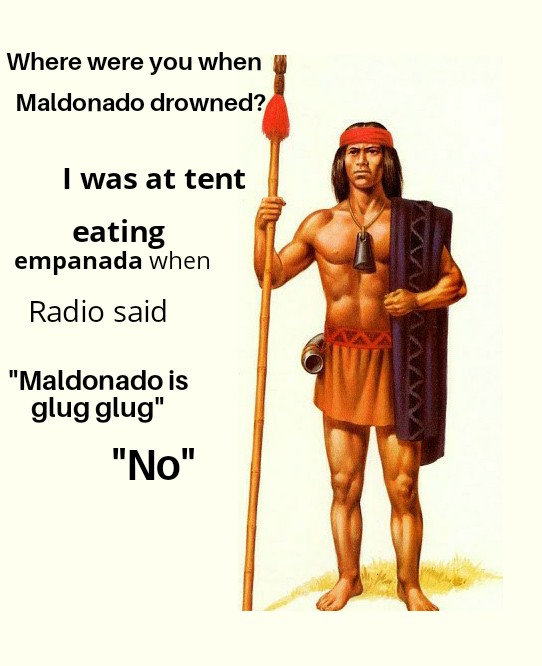 Where were you when
Maldonado drowned?
I was at tent
eating
empanada when
Radio said
"Maldonado is
glug glug"
"No"